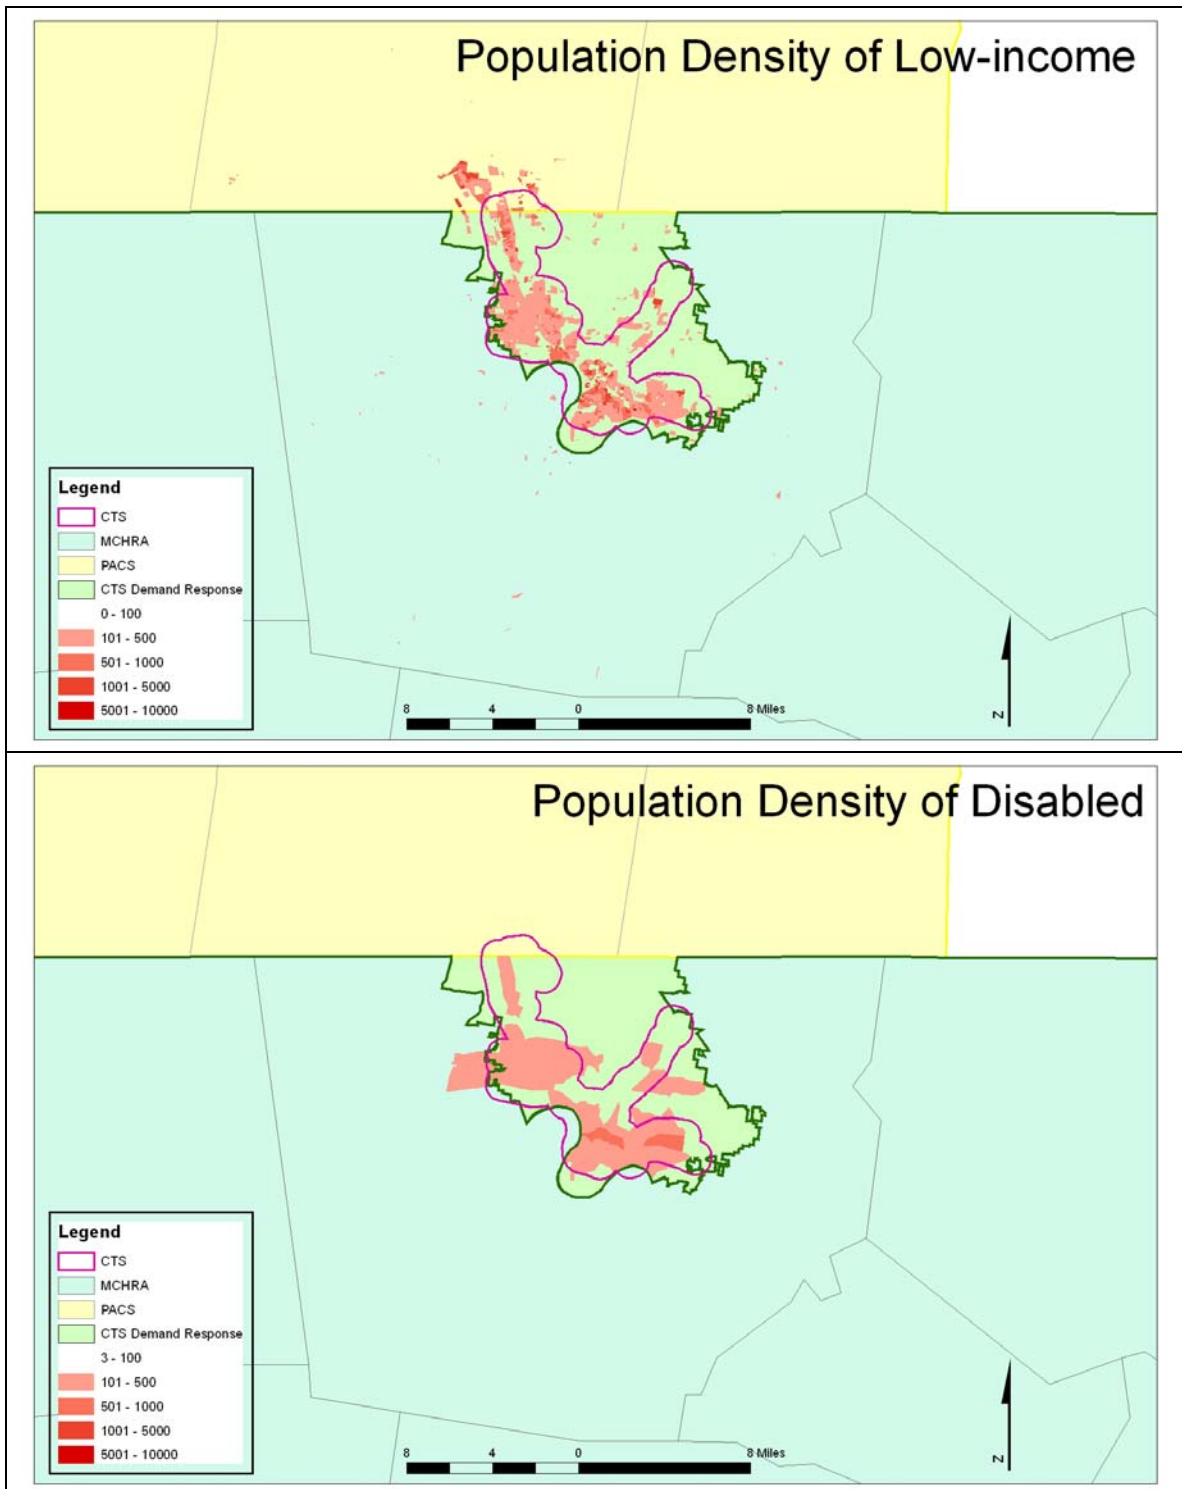 Population Density of Low-income
Legend
CTS
MCHRA
PACS
CTS Demand Response
0 - 100
101 - 500
501 - 1000
1001 - 5000
5001 - 10000
8 4 0 8 Miles
N
Population Density of Disabled
Legend
CTS
MCHRA
PACS
CTS Demand Response
3 - 100
101 - 500
501 - 1000
1001 - 5000
5001 - 10000
8 4 0 8 Miles
N